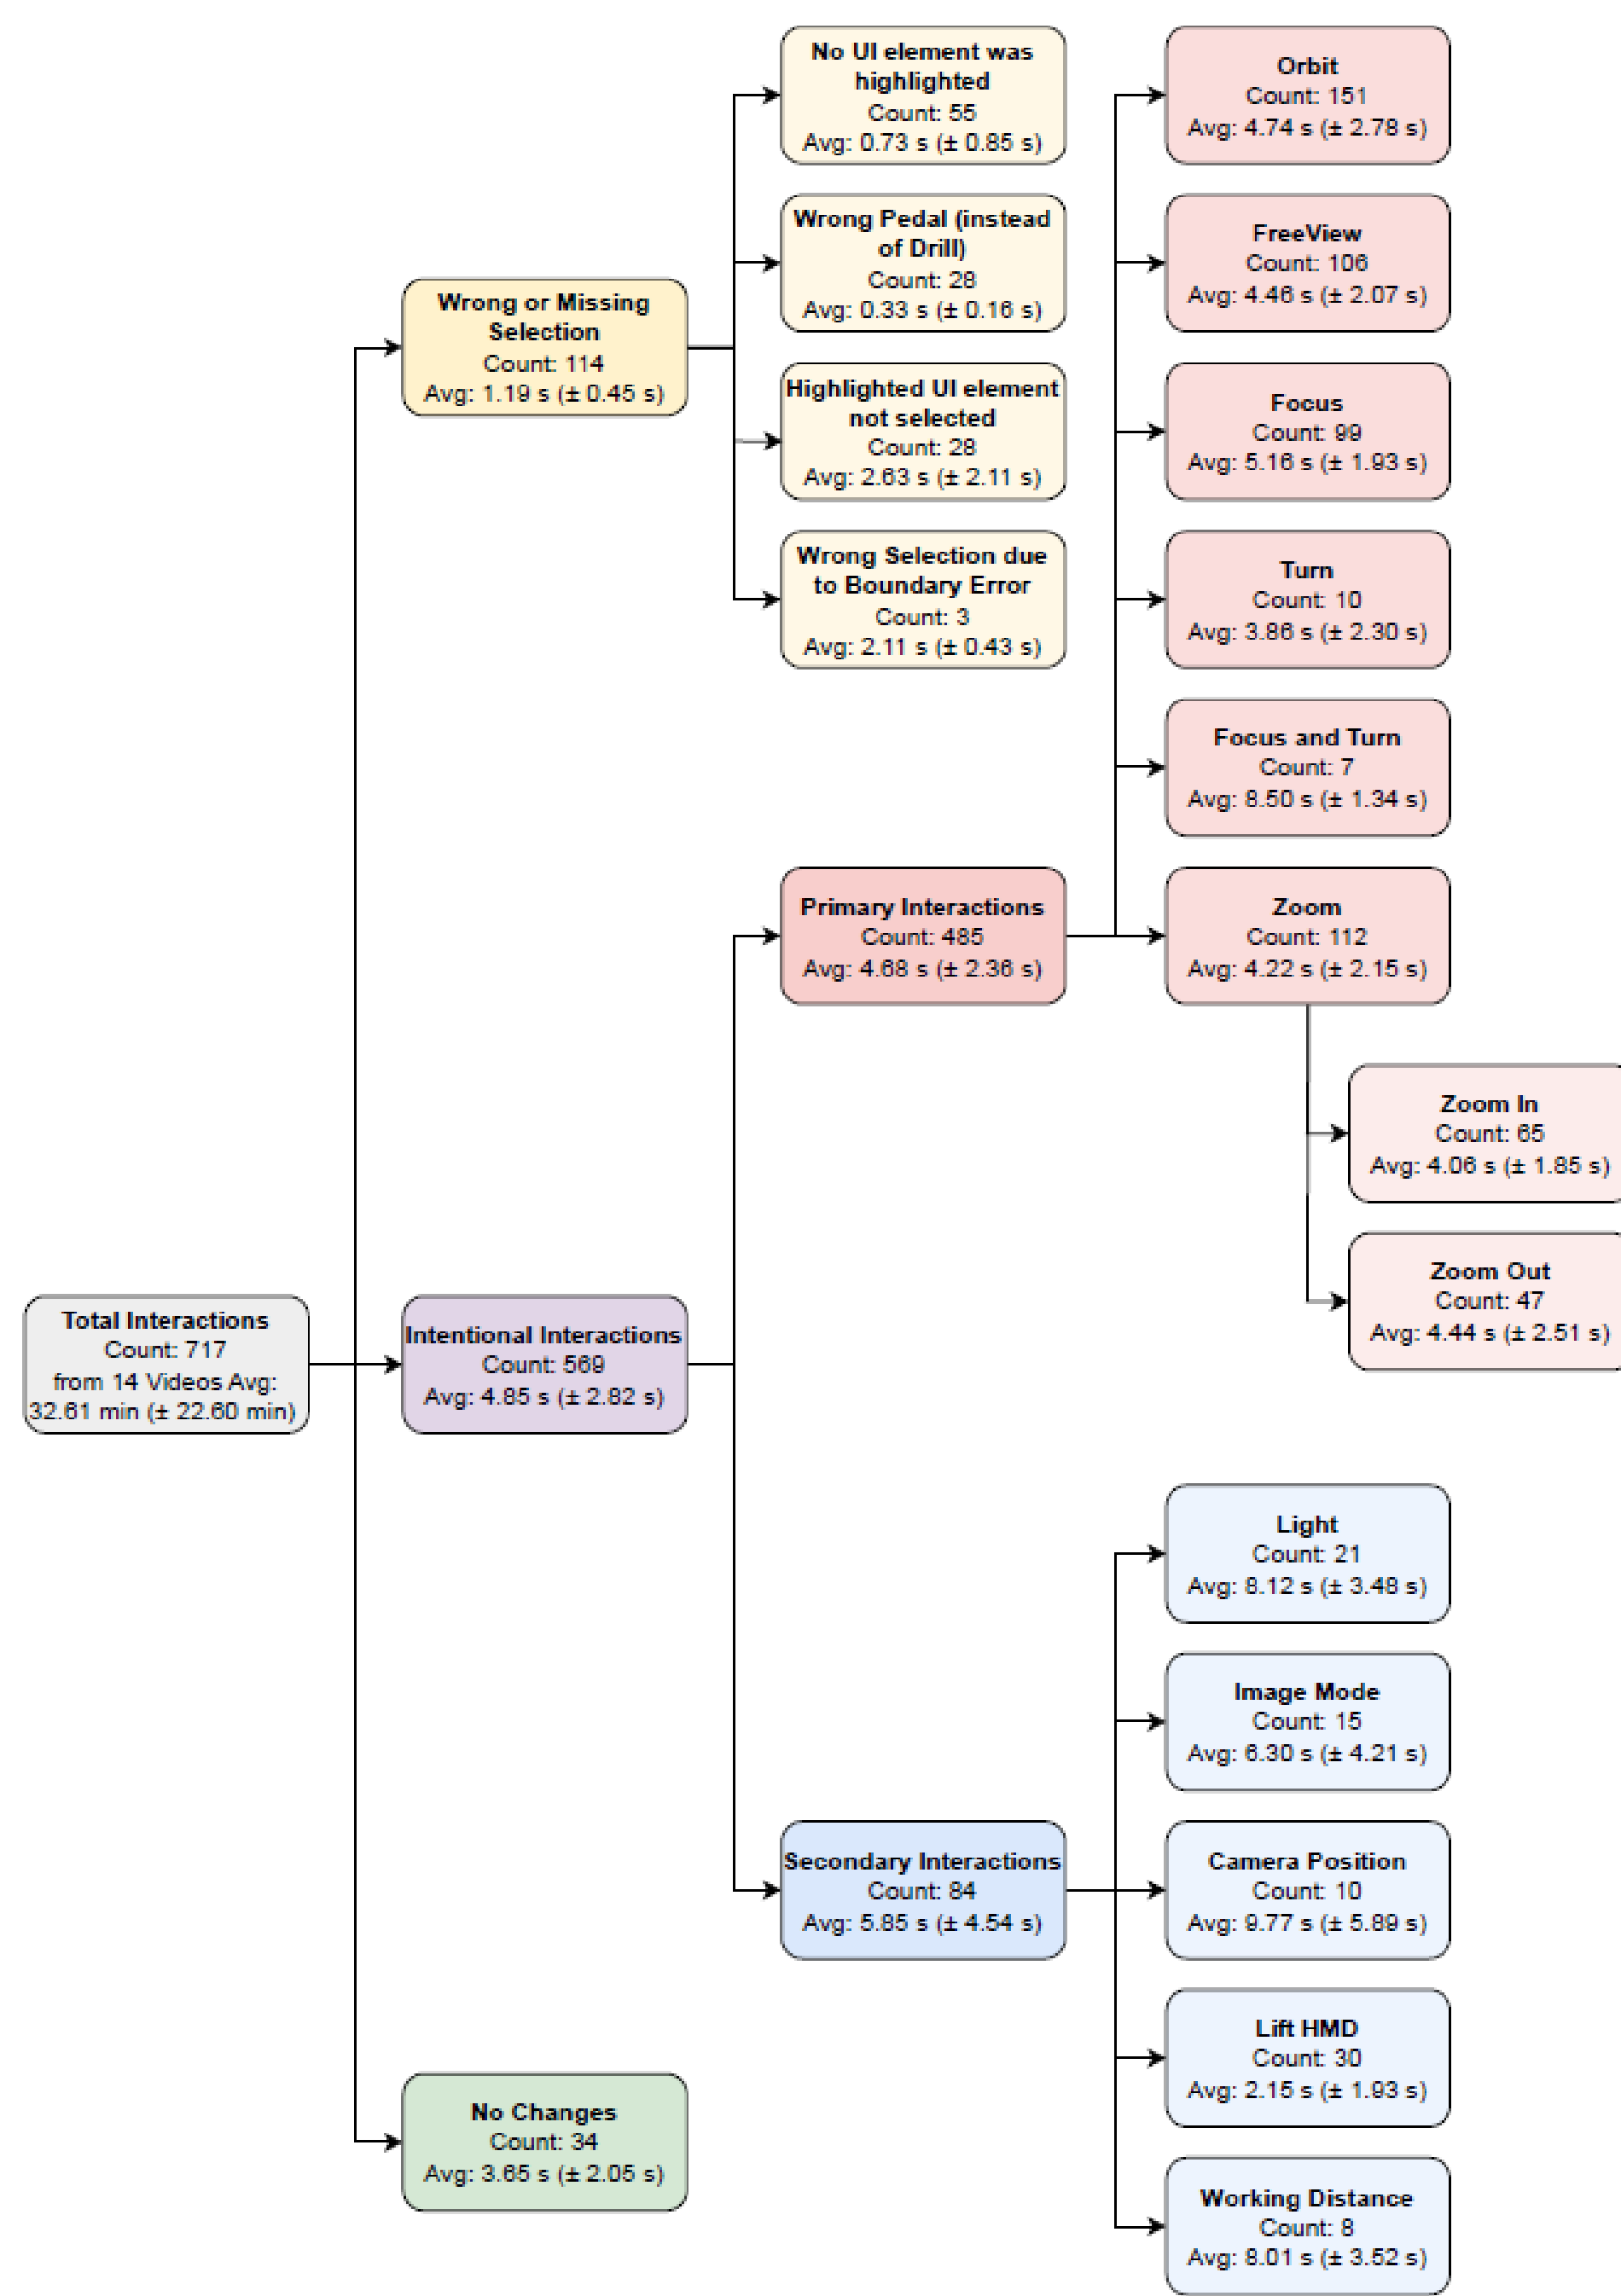 No UI element was
highlighted
Count: 55
Avg: 0.73 s (± 0.85 s)
Wrong Pedal (instead
of Drill)
Count: 28
Avg: 0.33 s (± 0.16 s)
Wrong or Missing
Selection
Count: 114
Avg: 1.19 s (± 0.45 s)
Highlighted UI element
not selected
Count: 28
Avg: 2.63 s (± 2.11 s)
Wrong Selection due
to Boundary Error
Count: 3
Avg: 2.11 s (± 0.43 s)
Orbit
Count: 151
Avg: 4.74 s (± 2.78 s)
FreeView
Count: 106
Avg: 4.46 s (± 2.07 s)
Focus
Count: 99
Avg: 5.16 s (± 1.93 s)
Turn
Count: 10
Avg: 3.86 s (± 2.30 s)
Focus and Turn
Count: 7
Avg: 8.50 s (± 1.34 s)
Primary Interactions
Count: 485
Avg: 4.68 s (± 2.36 s)
Zoom
Count: 112
Avg: 4.22 s (± 2.15 s)
Zoom In
Count: 65
Avg: 4.06 s (± 1.85 s)
Zoom Out
Count: 47
Avg: 4.44 s (± 2.51 s)
Total Interactions
Count: 717
from 14 Videos Avg:
32.61 min (± 22.60 min)
Intentional Interactions
Count: 569
Avg: 4.85 s (± 2.82 s)
Light
Count: 21
Avg: 8.12 s (± 3.48 s)
Image Mode
Count: 15
Avg: 6.30 s (± 4.21 s)
Secondary Interactions
Count: 84
Avg: 5.85 s (± 4.54 s)
Camera Position
Count: 10
Avg: 9.77 s (± 5.89 s)
Lift HMD
Count: 30
Avg: 2.15 s (± 1.93 s)
No Changes
Count: 34
Avg: 3.65 s (± 2.05 s)
Working Distance
Count: 8
Avg: 8.01 s (± 3.52 s)